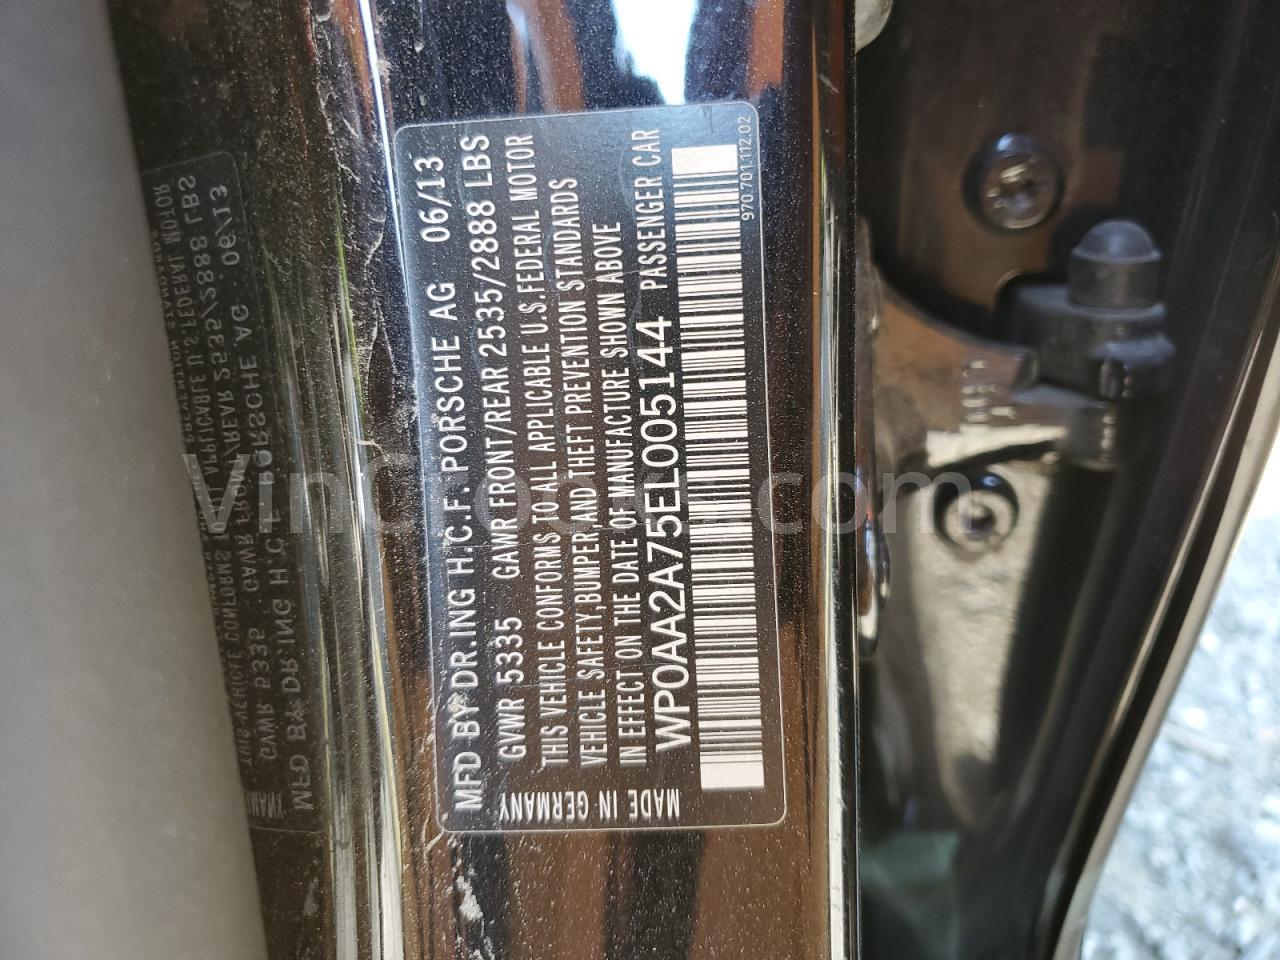 MFD BY DR.ING H.C.F. PORSCHE AG 06/13
GVWR 5335 GAWR FRONT/REAR 2535/2888 LBS
THIS VEHICLE CONFORMS TO ALL APPLICABLE U.S.FEDERAL MOTOR
VEHICLE SAFETY,BUMPER,AND THEFT PREVENTION STANDARDS
IN EFFECT ON THE DATE OF MANUFACTURE SHOWN ABOVE
WP0AA2A75EL005144 PASSENGER CAR
970.701.112.02
MADE IN GERMANY